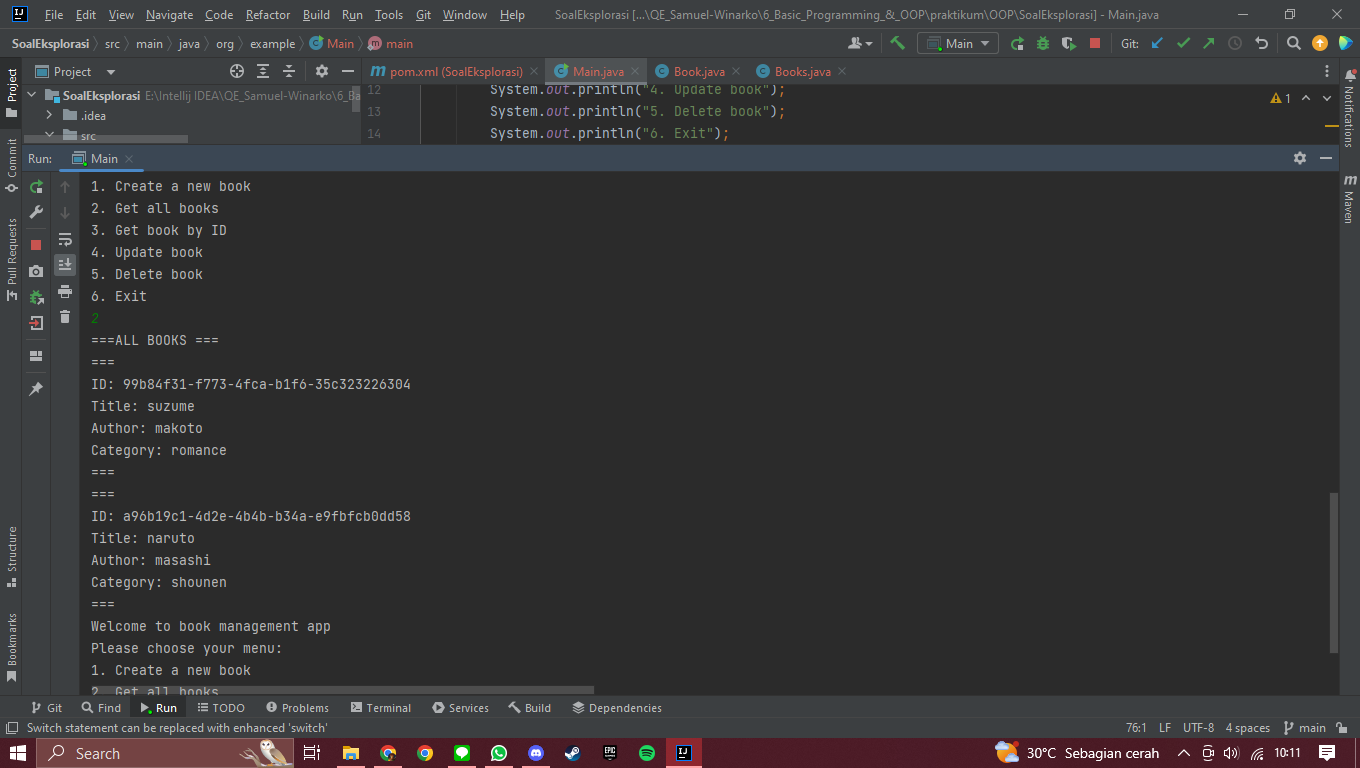 File Edit View Navigate Code Refactor Build Run Tools Git Window Help SoalEksplorasi [...\QE_Samuel-Winarko\6_Basic_Programming_&_OOP\praktikum\OOP\SoalEksplorasi] - Main.java
SoalEksplorasi src main java org example Main main Main Git:
Project pom.xml (SoalEksplorasi) Main.java Book.java Books.java
SoalEksplorasi E:\Intellij IDEA\QE_Samuel-Winarko\6_Ba
.idea
src
12 System.out.println("4. Update book");
13 System.out.println("5. Delete book");
14 System.out.println("6. Exit");
1
Run: Main
1. Create a new book
2. Get all books
3. Get book by ID
4. Update book
5. Delete book
6. Exit
2
===ALL BOOKS ===
===
ID: 99b84f31-f773-4fca-b1f6-35c323226304
Title: suzume
Author: makoto
Category: romance
===
===
ID: a96b19c1-4d2e-4b4b-b34a-e9fbfcb0dd58
Title: naruto
Author: masashi
Category: shounen
===
Welcome to book management app
Please choose your menu:
1. Create a new book
2. Get all books
Project
Commit
Pull Requests
Structure
Bookmarks
Notifications
m Maven
Git Find Run TODO Problems Terminal Services Build Dependencies
Switch statement can be replaced with enhanced 'switch' 76:1 LF UTF-8 4 spaces main
Search EPIC GAMES IJ 30°C Sebagian cerah 10:11